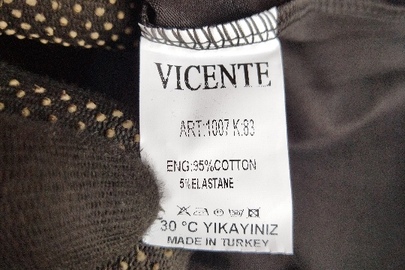 VICENTE
ART:1007 K:83
ENG:95%COTTON
5%ELASTANE
30 °C YIKAYINIZ
MADE IN TURKEY